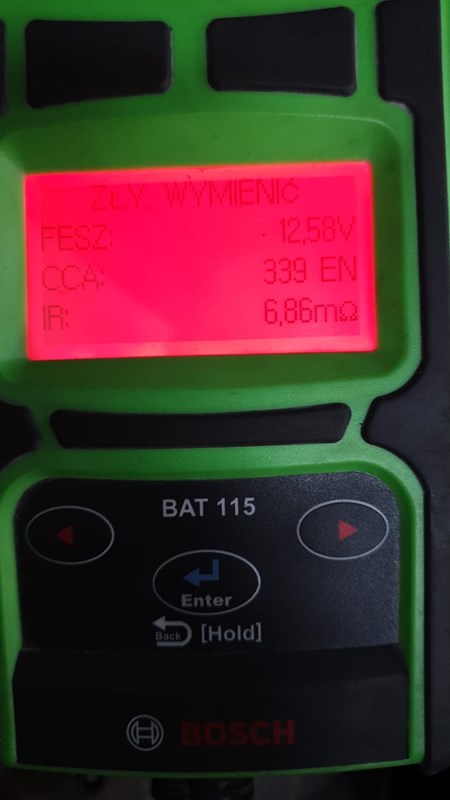 ZŁY, WYMIENIĆ
FESZ: 12,58V
CCA: 339 EN
IR: 6,86mΩ
BAT 115
Enter
Back [Hold]
BOSCH